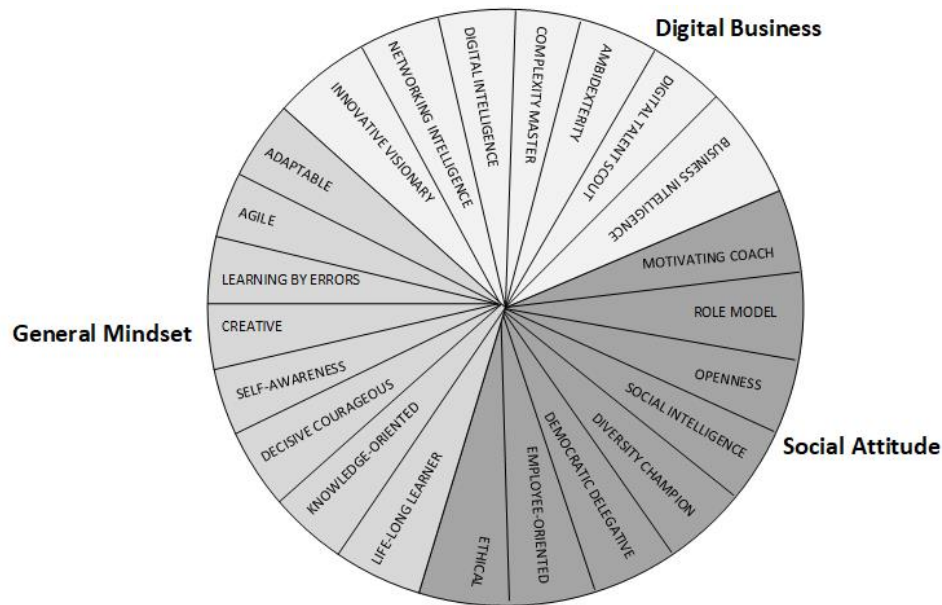 Digital Business
INNOVATIVE VISIONARY
NETWORKING INTELLIGENCE
DIGITAL INTELLIGENCE
COMPLEXITY MASTER
AMBIDEXTERITY
DIGITAL TALENT SCOUT
BUSINESS INTELLIGENCE
Social Attitude
MOTIVATING COACH
ROLE MODEL
OPENNESS
SOCIAL INTELLIGENCE
DIVERSITY CHAMPION
DEMOCRATIC DELEGATIVE
EMPLOYEE-ORIENTED
ETHICAL
General Mindset
ADAPTABLE
AGILE
LEARNING BY ERRORS
CREATIVE
SELF-AWARENESS
DECISIVE COURAGEOUS
KNOWLEDGE-ORIENTED
LIFE-LONG LEARNER